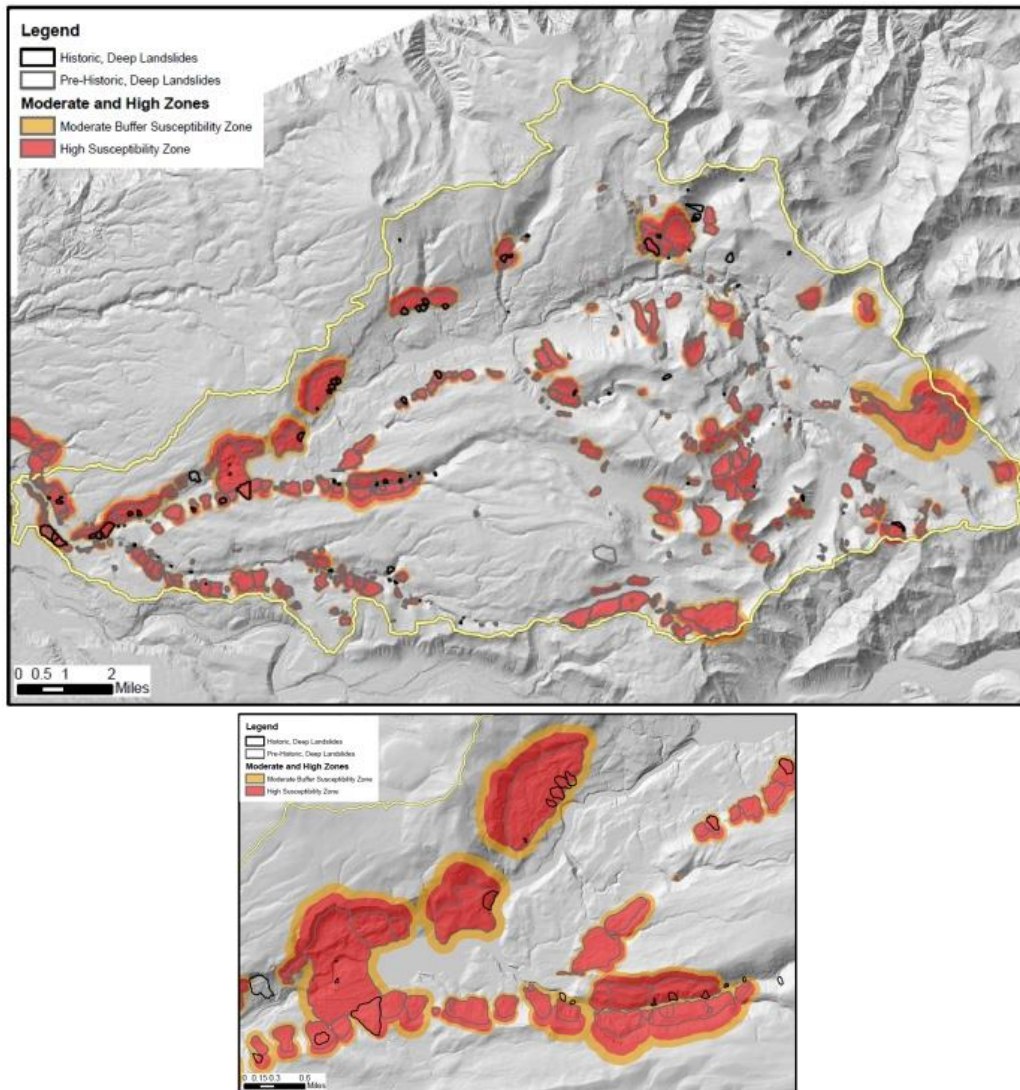 Legend
Historic, Deep Landslides
Pre-Historic, Deep Landslides
Moderate and High Zones
Moderate Buffer Susceptibility Zone
High Susceptibility Zone
0 0.5 1 2
Miles
Legend
Historic, Deep Landslides
Pre-Historic, Deep Landslides
Moderate and High Zones
Moderate Buffer Susceptibility Zone
High Susceptibility Zone
0 0.15 0.3 0.6
Miles